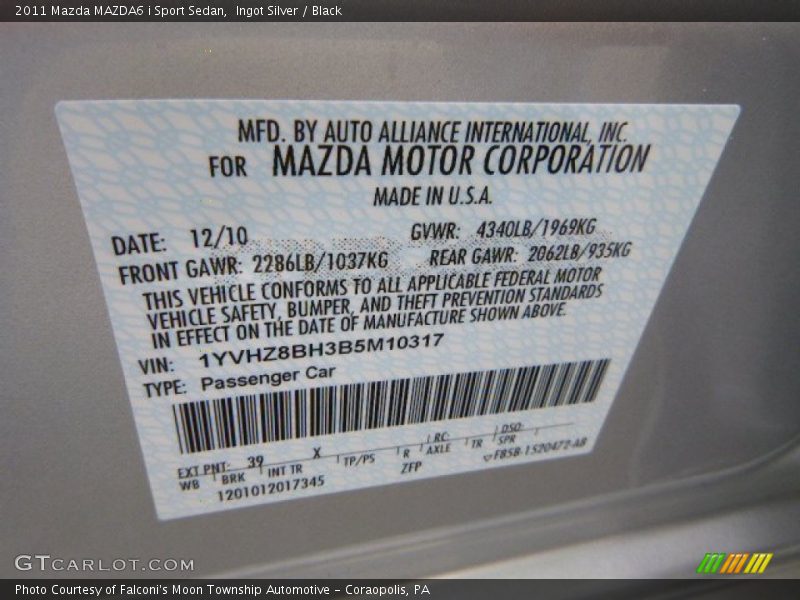 2011 Mazda MAZDA6 i Sport Sedan,  Ingot Silver / Black
MFD. BY AUTO ALLIANCE INTERNATIONAL, INC.
FOR MAZDA MOTOR CORPORATION
MADE IN U.S.A.
DATE: 12/10 GVWR: 4340LB/1969KG
FRONT GAWR: 2286LB/1037KG REAR GAWR: 2062LB/935KG
THIS VEHICLE CONFORMS TO ALL APPLICABLE FEDERAL MOTOR
VEHICLE SAFETY, BUMPER, AND THEFT PREVENTION STANDARDS
IN EFFECT ON THE DATE OF MANUFACTURE SHOWN ABOVE.
VIN: 1YVHZ8BH3B5M10317
TYPE: Passenger Car
EXT PNT: 39 X RC: DSO:
WB BRK INT TR TP/PS R AXLE TR SPR
ZFP F85B-1520472-AB
1201012017345
GTCARLOT.COM
Photo Courtesy of Falconi's Moon Township Automotive - Coraopolis, PA